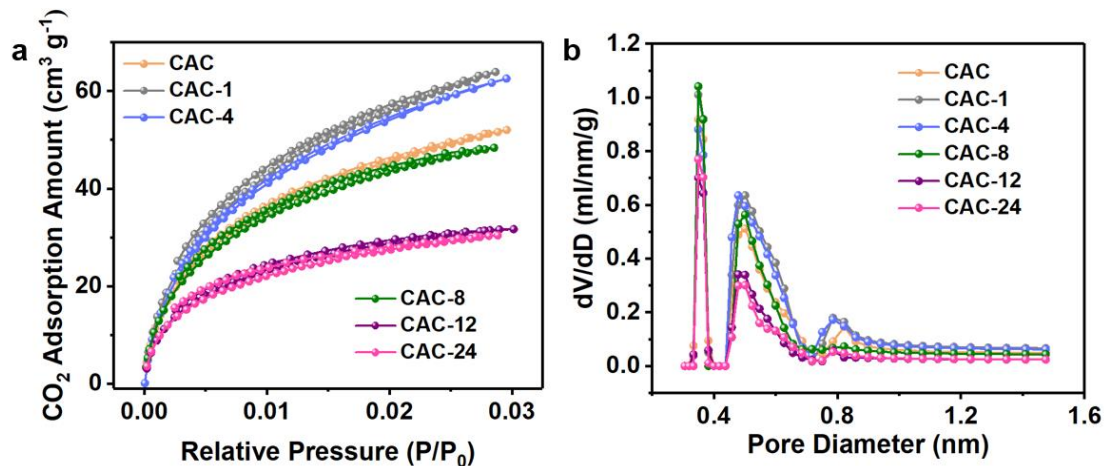 a
CO₂ Adsorption Amount (cm³ g⁻¹)
60
40
20
0
CAC
CAC-1
CAC-4
CAC-8
CAC-12
CAC-24
0.00
0.01
0.02
0.03
Relative Pressure (P/P₀)
b
dV/dD (ml/nm/g)
1.2
1.0
0.8
0.6
0.4
0.2
0.0
CAC
CAC-1
CAC-4
CAC-8
CAC-12
CAC-24
0.4
0.8
1.2
1.6
Pore Diameter (nm)